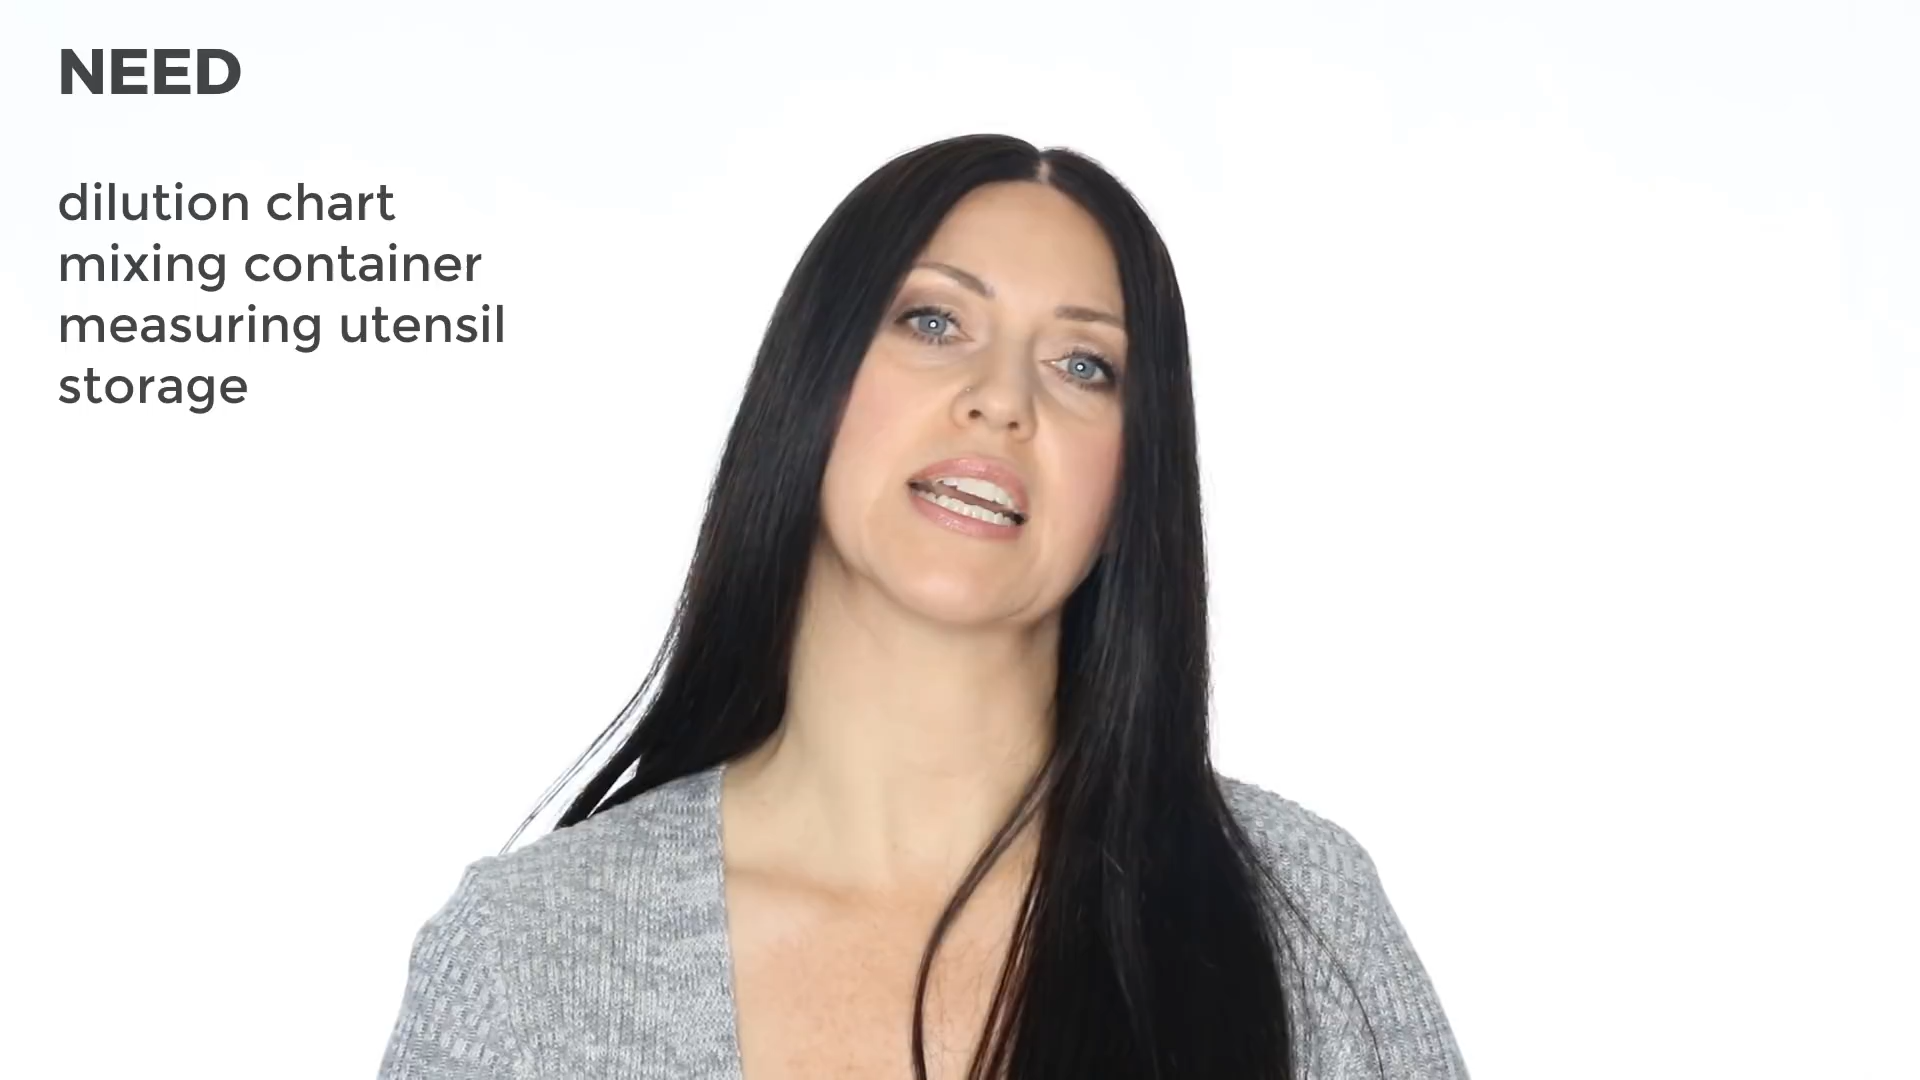 NEED
dilution chart
mixing container
measuring utensil
storage